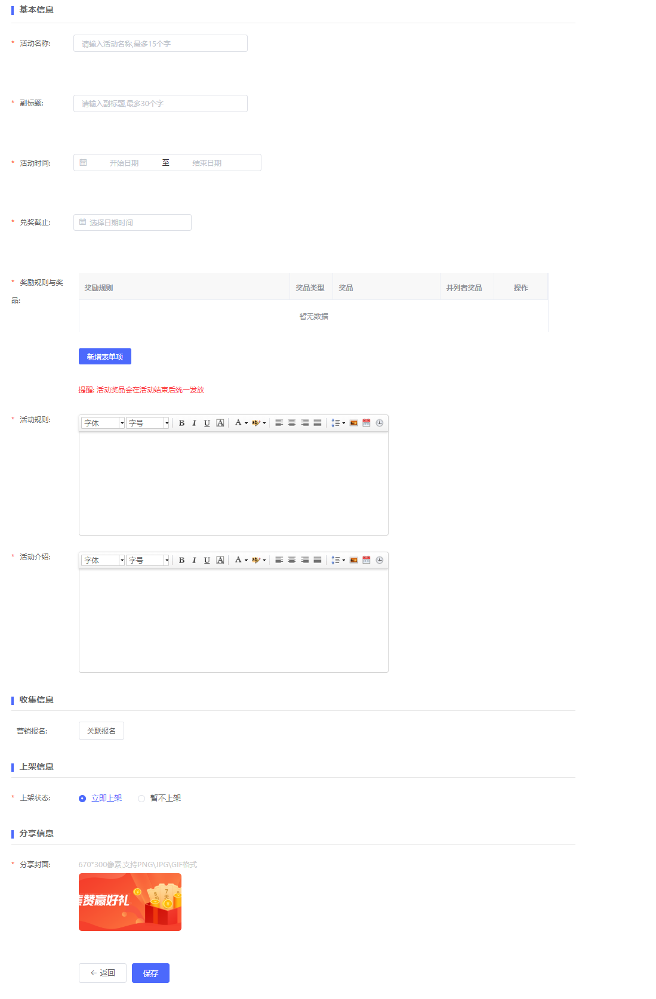 基本信息
* 活动名称: 请输入活动名称,最多15个字
* 副标题: 请输入副标题,最多30个字
* 活动时间: 开始日期 至 结束日期
* 兑奖截止: 选择日期时间
* 奖励规则与奖
品:
奖励规则 奖品类型 奖品 并列者奖品 操作
暂无数据
新增表单项
提醒: 活动奖品会在活动结束后统一发放
* 活动规则: 字体 字号 B I U A A ab
* 活动介绍: 字体 字号 B I U A A ab
收集信息
营销报名: 关联报名
上架信息
* 上架状态: 立即上架 暂不上架
分享信息
* 分享封面: 670*300像素,支持PNG\JPG\GIF格式
集赞赢好礼
← 返回 保存